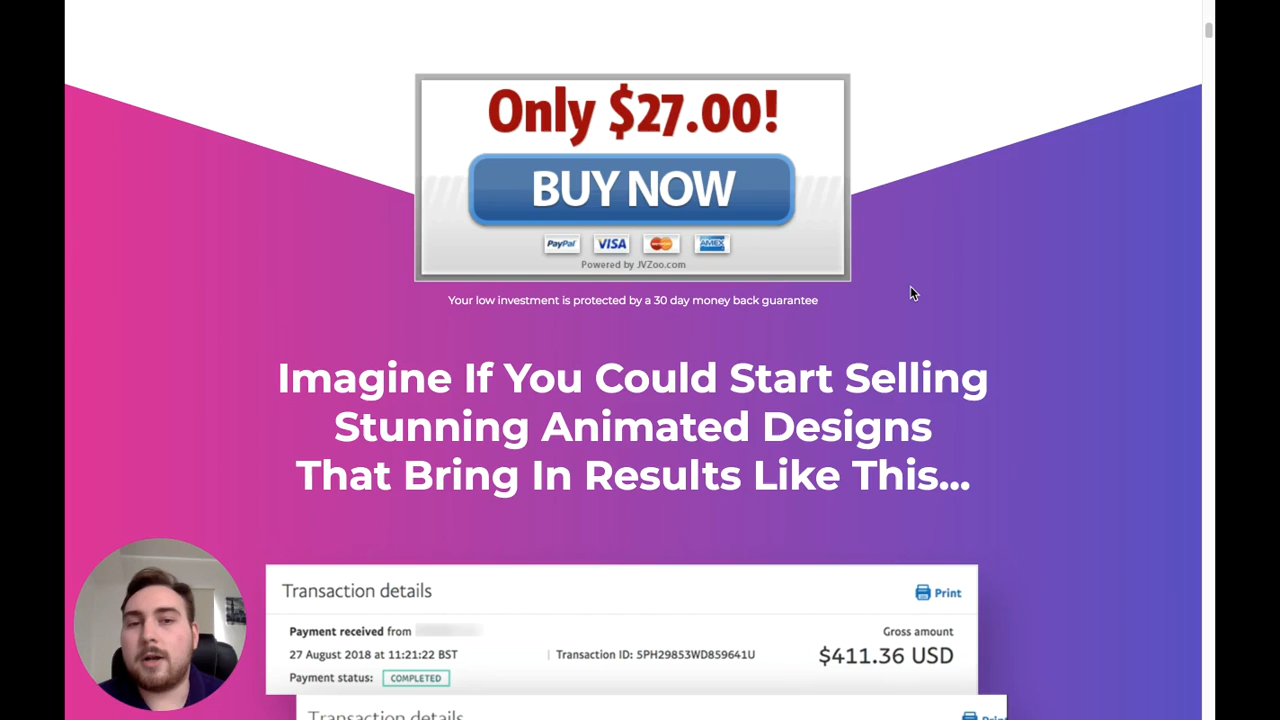 Only $27.00!
BUY NOW
PayPal VISA MasterCard AMEX
Powered by JVZoo.com
Your low investment is protected by a 30 day money back guarantee
Imagine If You Could Start Selling
Stunning Animated Designs
That Bring In Results Like This...
Transaction details
Print
Payment received from
Gross amount
27 August 2018 at 11:21:22 BST
Transaction ID: 5PH29853WD859641U
$411.36 USD
Payment status: COMPLETED
Transaction details
Print